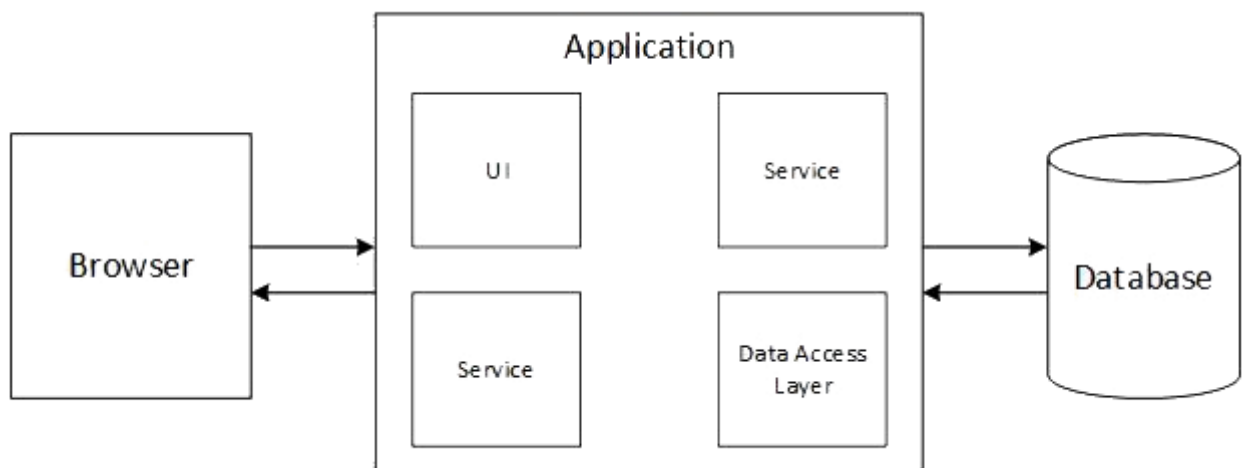 Application
UI
Service
Browser
Database
Service
Data Access
Layer